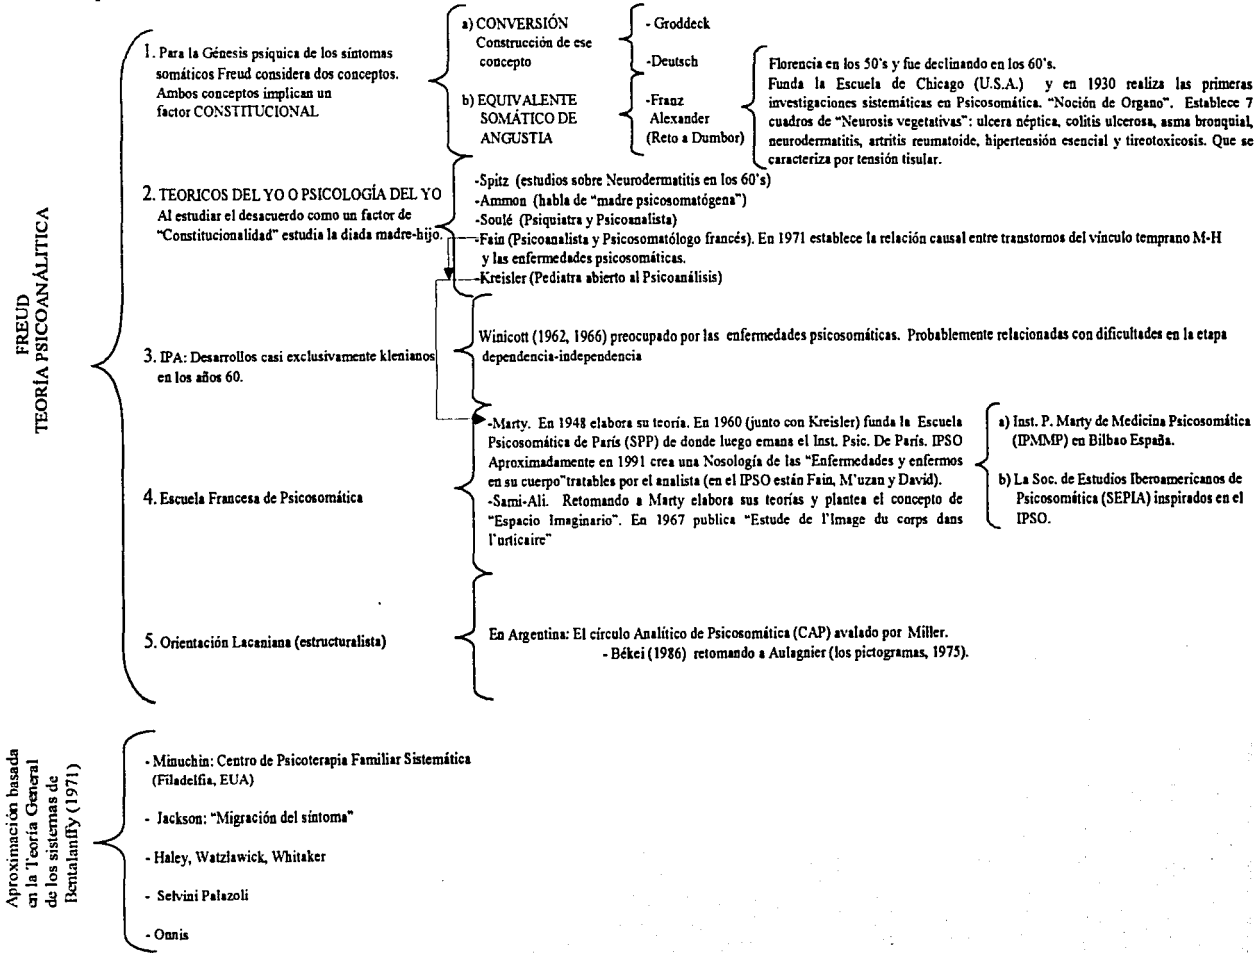 FREUD
TEORÍA PSICOANÁLITICA
1. Para la Génesis psíquica de los síntomas
somáticos Freud considera dos conceptos.
Ambos conceptos implican un
factor CONSTITUCIONAL
a) CONVERSIÓN
Construcción de ese
concepto
b) EQUIVALENTE
SOMÁTICO DE
ANGUSTIA
- Groddeck
-Deutsch
-Franz
Alexander
(Reto a Dumbor)
Florencia en los 50's y fue declinando en los 60's.
Funda la Escuela de Chicago (U.S.A.) y en 1930 realiza las primeras
investigaciones sistemáticas en Psicosomática. "Noción de Organo". Establece 7
cuadros de "Neurosis vegetativas": ulcera néptica, colitis ulcerosa, asma bronquial,
neurodermatitis, artritis reumatoide, hipertensión esencial y tireotoxicosis. Que se
caracteriza por tensión tisular.
2. TEORICOS DEL YO O PSICOLOGÍA DEL YO
Al estudiar el desacuerdo como un factor de
"Constitucionalidad" estudia la diada madre-hijo.
-Spitz (estudios sobre Neurodermatitis en los 60's)
-Ammon (habla de "madre psicosomatógena")
-Soulé (Psiquiatra y Psicoanalista)
-Fain (Psicoanalista y Psicosomatólogo francés). En 1971 establece la relación causal entre transtornos del vínculo temprano M-H
y las enfermedades psicosomáticas.
-Kreisler (Pediatra abierto al Psicoanálisis)
3. IPA: Desarrollos casi exclusivamente klenianos
en los años 60.
Winicott (1962, 1966) preocupado por las enfermedades psicosomáticas. Probablemente relacionadas con dificultades en la etapa
dependencia-independencia
4. Escuela Francesa de Psicosomática
-Marty. En 1948 elabora su teoría. En 1960 (junto con Kreisler) funda la Escuela
Psicosomática de París (SPP) de donde luego emana el Inst. Psic. De París. IPSO
Aproximadamente en 1991 crea una Nosología de las "Enfermedades y enfermos
en su cuerpo"tratables por el analista (en el IPSO están Fain, M'uzan y David).
-Sami-Ali. Retomando a Marty elabora sus teorías y plantea el concepto de
"Espacio Imaginario". En 1967 publica "Estude de l'Image du corps dans
l'urticaire"
a) Inst. P. Marty de Medicina Psicosomática
(IPMMP) en Bilbao España.
b) La Soc. de Estudios Iberoamericanos de
Psicosomática (SEPIA) inspirados en el
IPSO.
5. Orientación Lacaniana (estructuralista)
En Argentina: El círculo Analítico de Psicosomática (CAP) avalado por Miller.
- Békei (1986) retomando a Aulagnier (los pictogramas, 1975).
Aproximación basada
en la Teoría General
de los sistemas de
Bentalanffy (1971)
- Minuchin: Centro de Psicoterapia Familiar Sistemática
(Filadelfia, EUA)
- Jackson: "Migración del síntoma"
- Haley, Watzlawick, Whitaker
- Selvini Palazoli
- Onnis